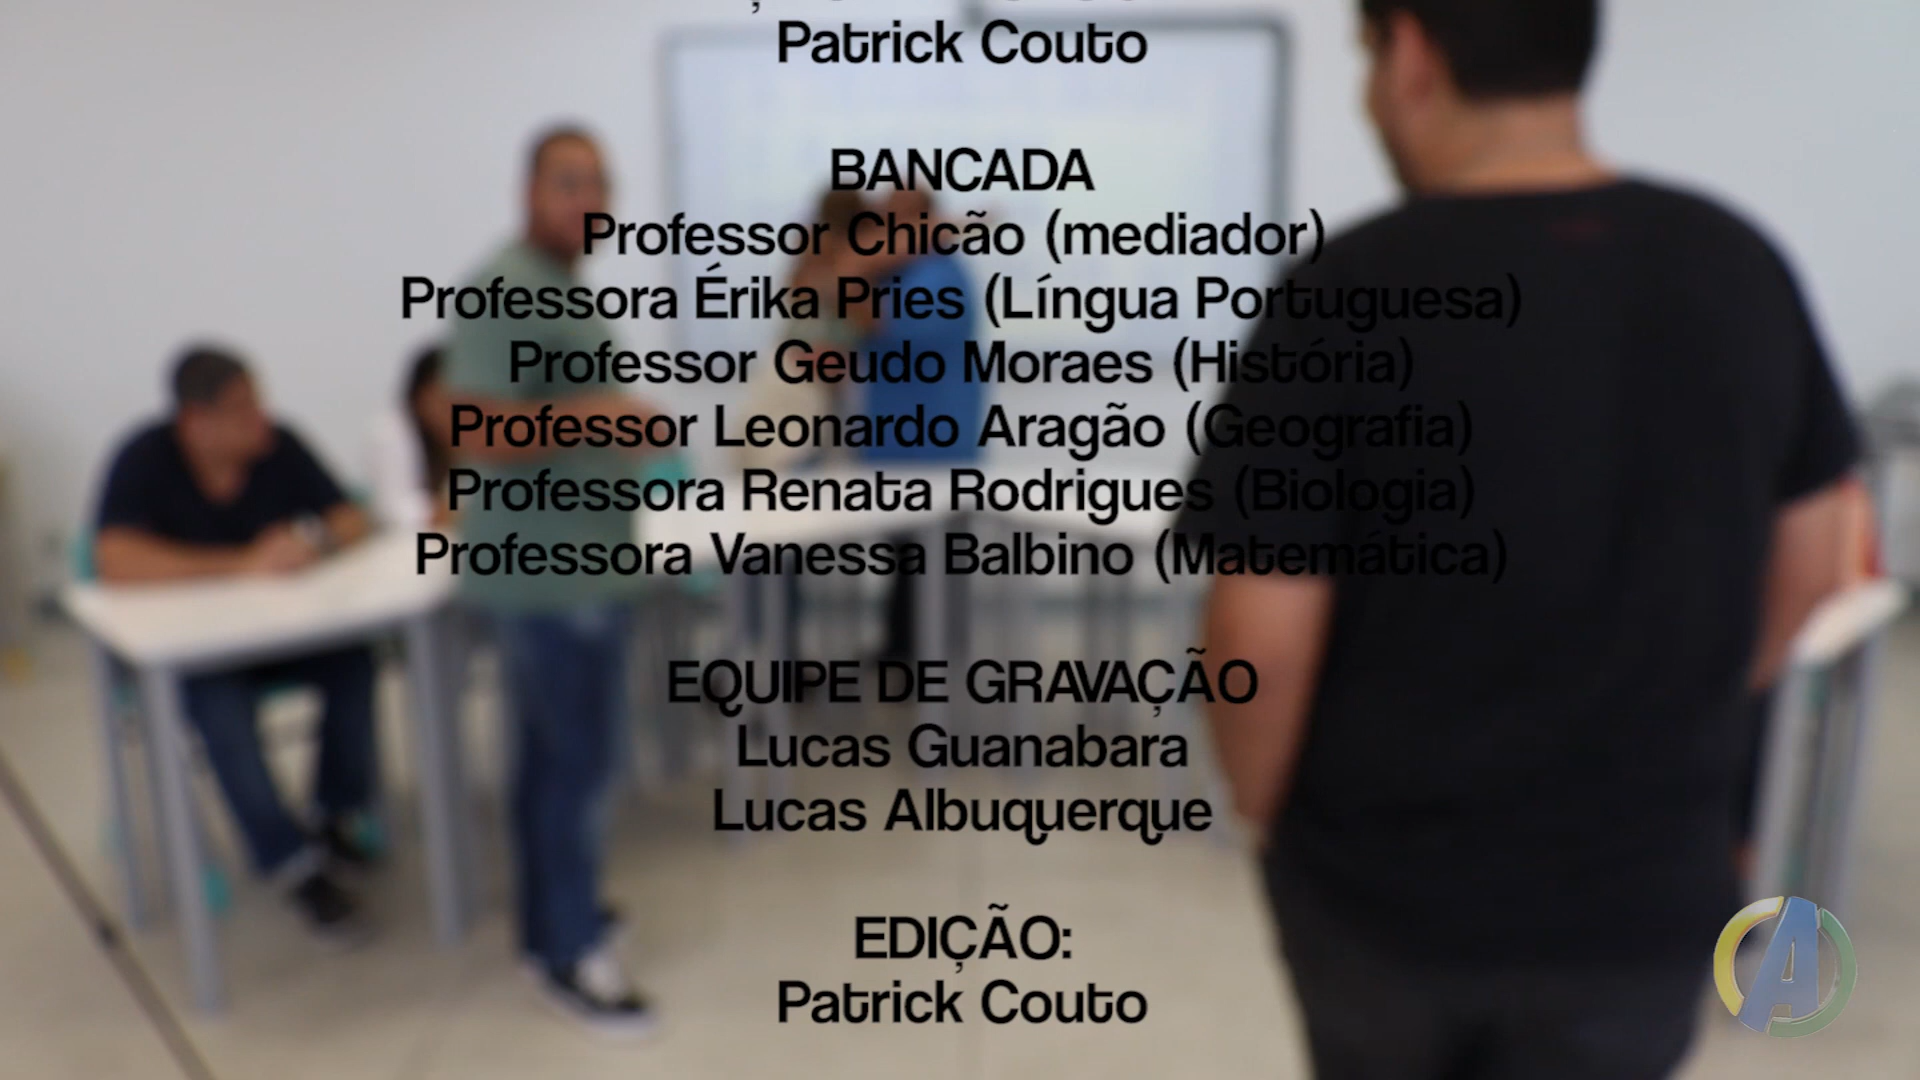 Patrick Couto
BANCADA
Professor Chicão (mediador)
Professora Érika Pries (Língua Portuguesa)
Professor Geudo Moraes (História)
Professor Leonardo Aragão (Geografia)
Professora Renata Rodrigues (Biologia)
Professora Vanessa Balbino (Matemática)
EQUIPE DE GRAVAÇÃO
Lucas Guanabara
Lucas Albuquerque
EDIÇÃO:
Patrick Couto
A